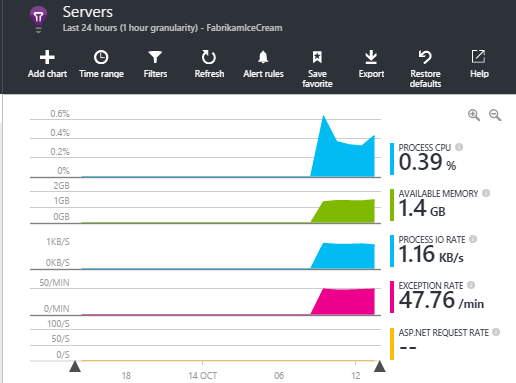 Servers
Last 24 hours (1 hour granularity) - FabrikamIceCream
Add chart
Time range
Filters
Refresh
Alert rules
Save favorite
Export
Restore defaults
Help
0.6%
0.4%
0.2%
0%
PROCESS CPU
0.39 %
2GB
1GB
0GB
AVAILABLE MEMORY
1.4 GB
1KB/S
0KB/S
PROCESS IO RATE
1.16 KB/s
50/MIN
0/MIN
EXCEPTION RATE
47.76 /min
100/S
50/S
0/S
ASP.NET REQUEST RATE
--
18
14 OCT
06
12